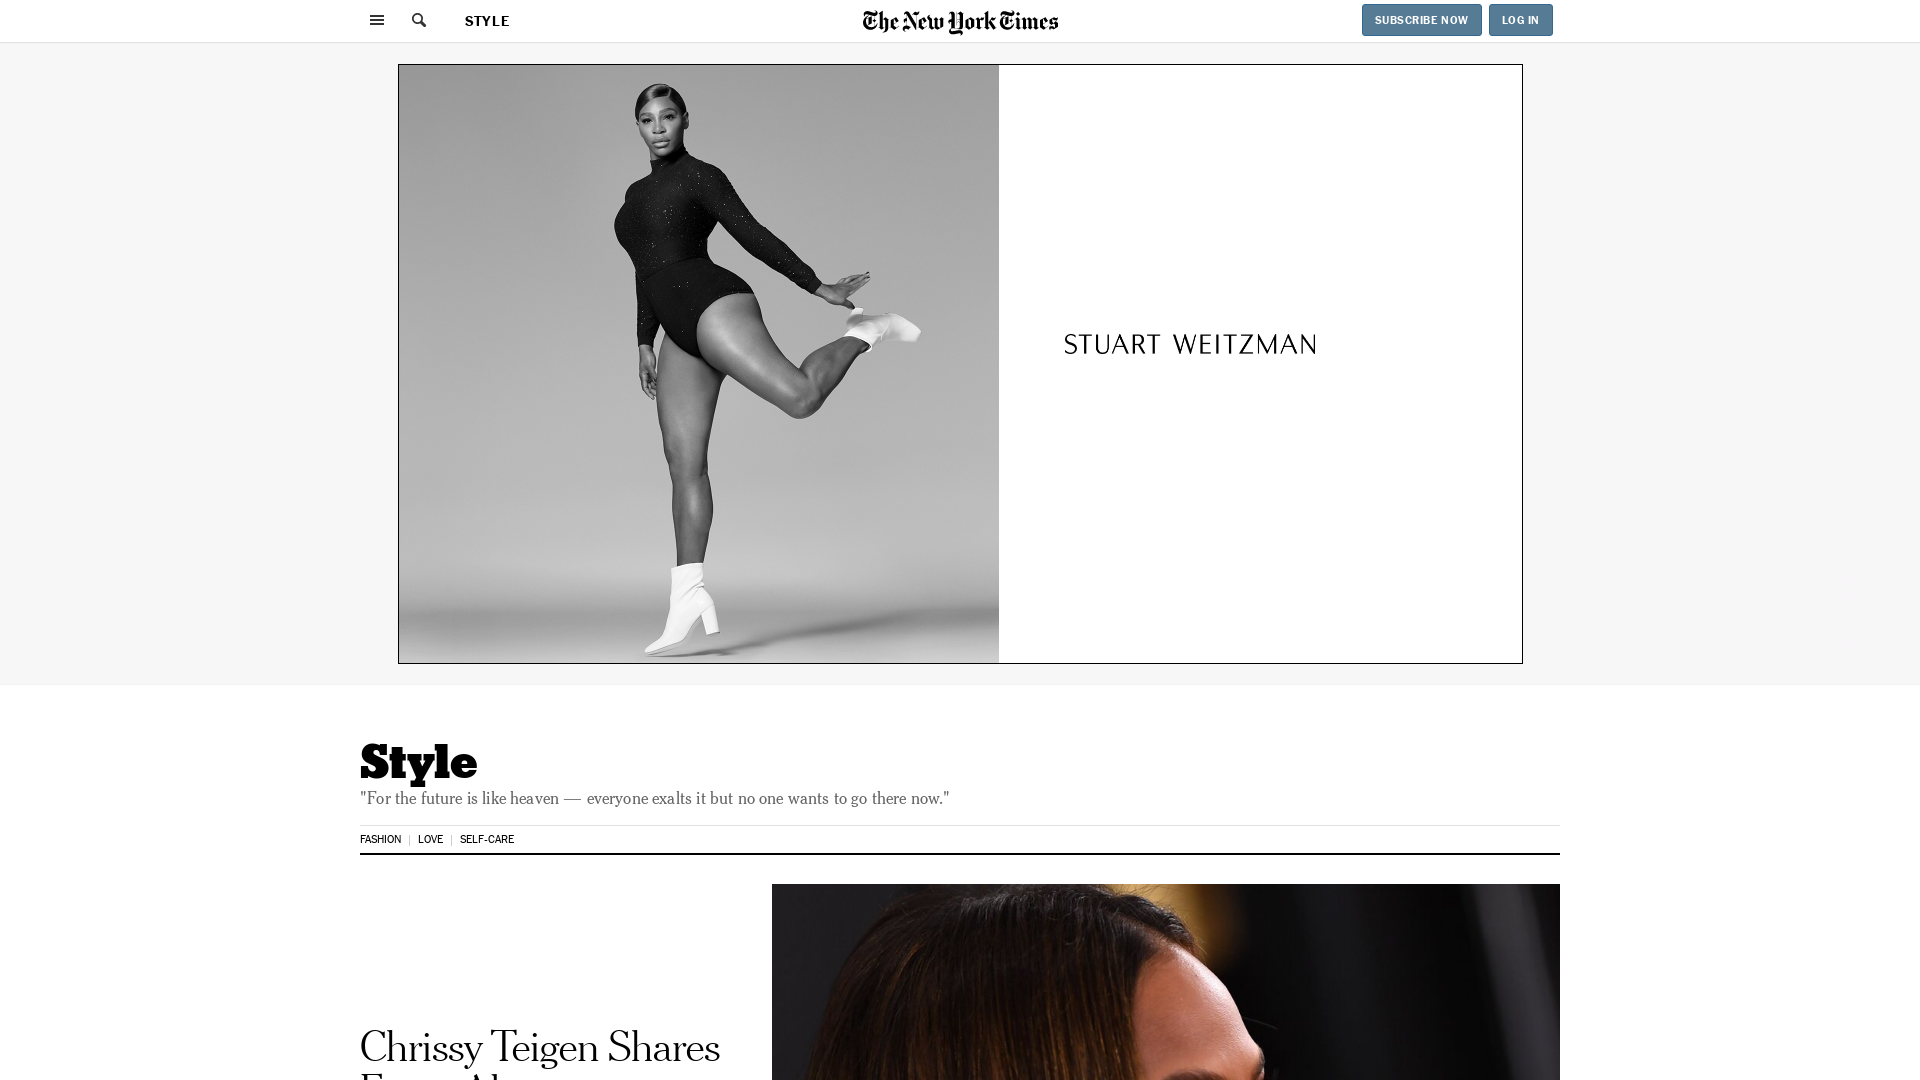 STYLE
The New York Times
SUBSCRIBE NOW
LOG IN
STUART WEITZMAN
Style
"For the future is like heaven — everyone exalts it but no one wants to go there now."
FASHION | LOVE | SELF-CARE
Chrissy Teigen Shares